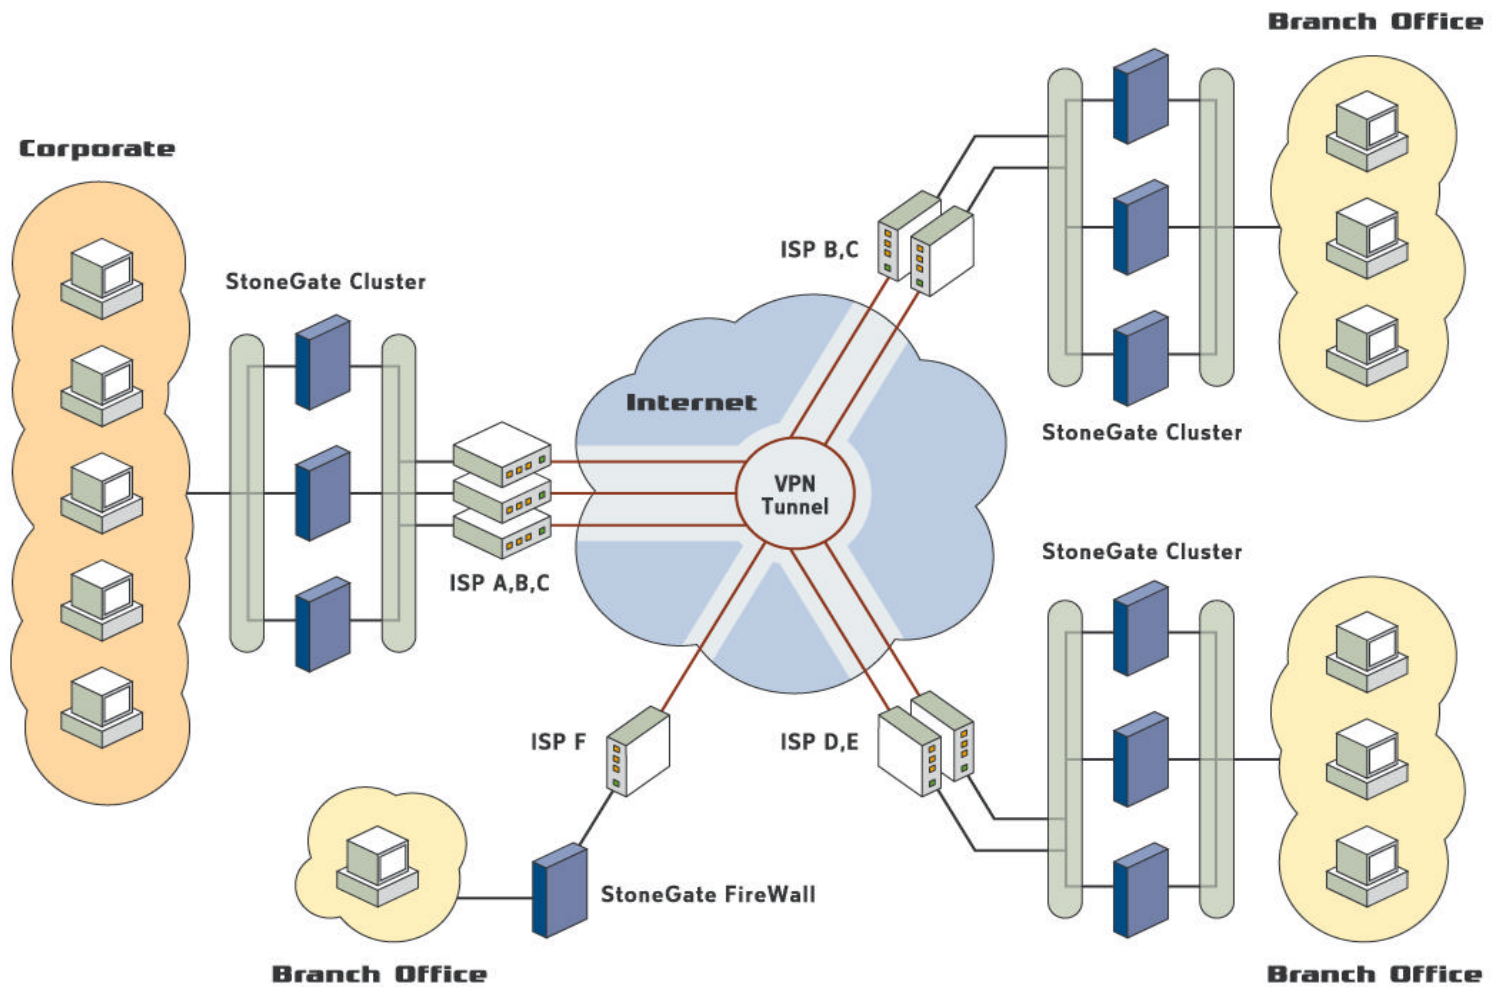 Branch Office
Corporate
ISP B,C
StoneGate Cluster
Internet
StoneGate Cluster
VPN
Tunnel
StoneGate Cluster
ISP A,B,C
ISP F
ISP D,E
StoneGate FireWall
Branch Office
Branch Office